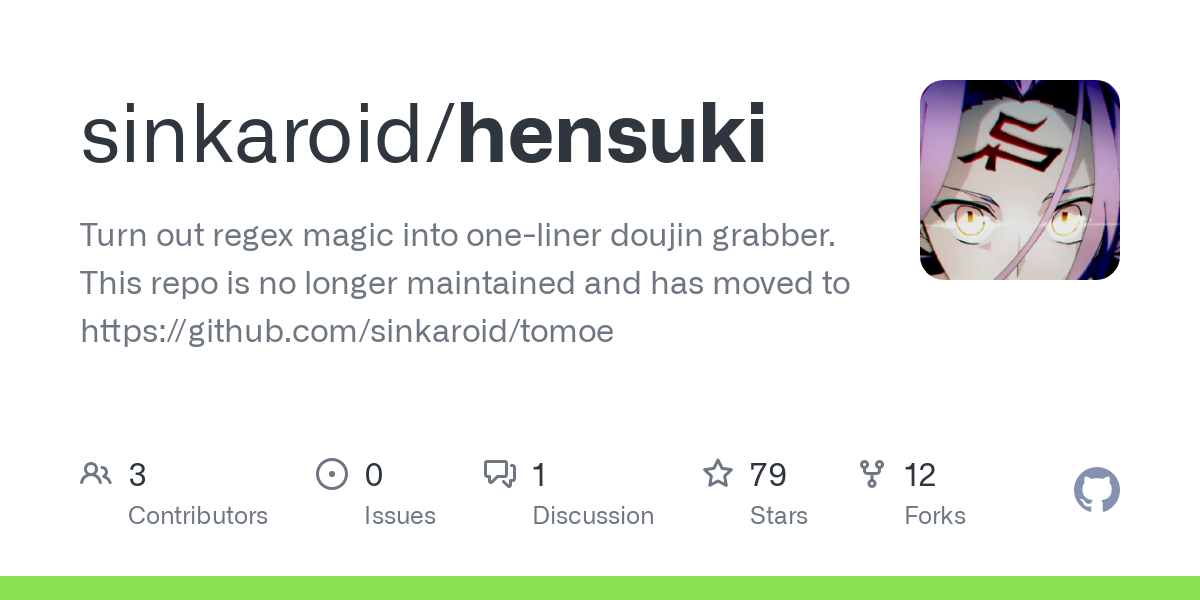 sinkaroid/hensuki
Turn out regex magic into one-liner doujin grabber.
This repo is no longer maintained and has moved to
https://github.com/sinkaroid/tomoe
3 0 1 79 12
Contributors Issues Discussion Stars Forks